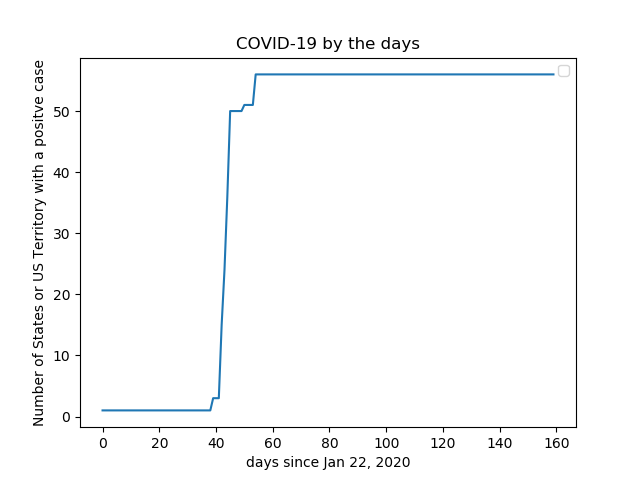 COVID-19 by the days
Number of States or US Territory with a positve case
50
40
30
20
10
0
0 20 40 60 80 100 120 140 160
days since Jan 22, 2020